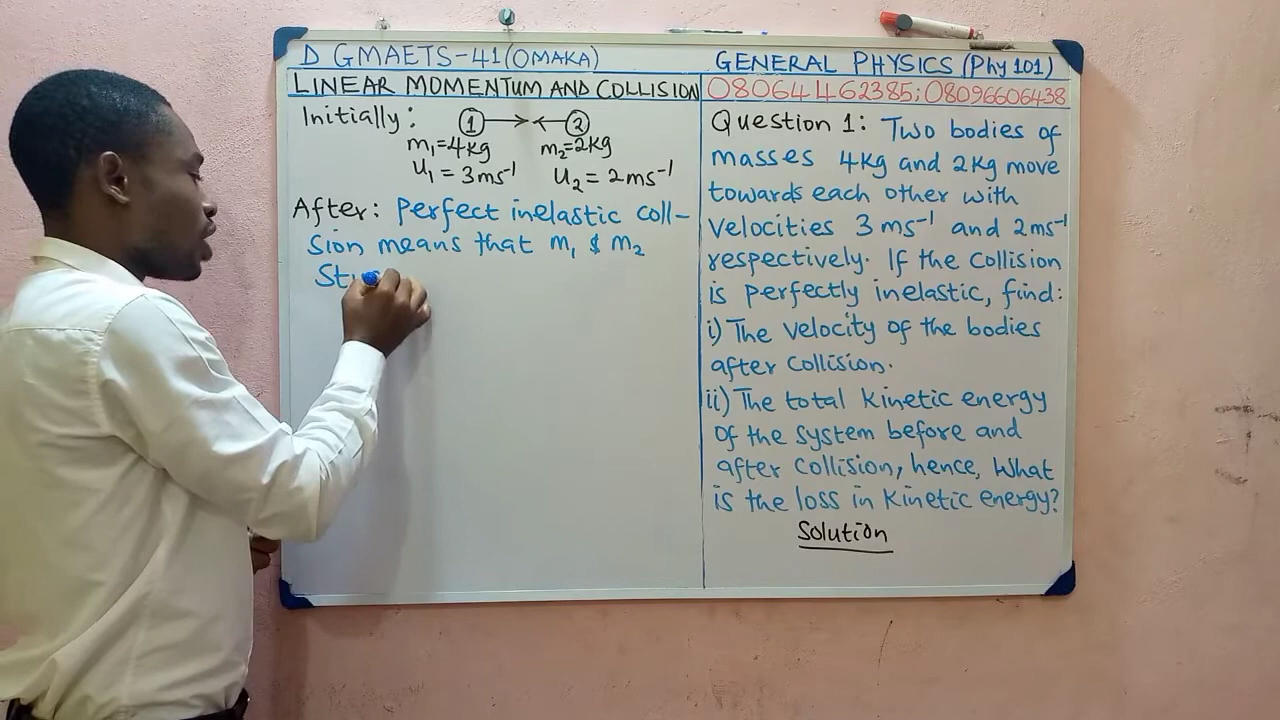 D GMAETS-41(OMAKA)
LINEAR MOMENTUM AND COLLISION
Initially: 1 2
m₁=4kg m₂=2kg
u₁ = 3ms⁻¹ u₂ = 2ms⁻¹
After: Perfect inelastic coll-
sion means that m₁ & m₂
GENERAL PHYSICS (Phy 101)
08064462385; 08096606438
Question 1: Two bodies of
masses 4kg and 2kg move
towards each other with
Velocities 3ms⁻¹ and 2ms⁻¹
respectively. If the collision
is perfectly inelastic, find:
i) The velocity of the bodies
after collision.
ii) The total kinetic energy
of the system before and
after collision, hence, What
is the loss in kinetic energy?
Solution